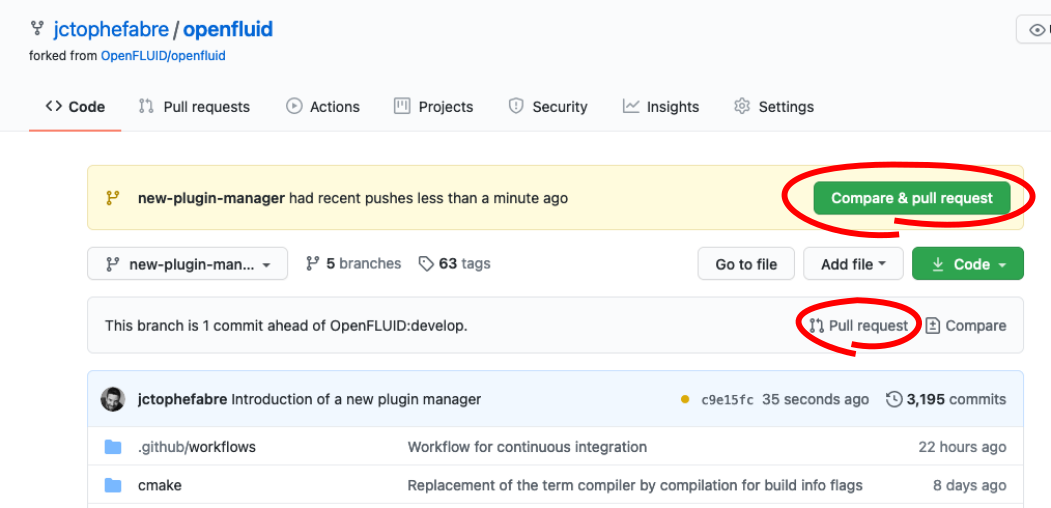 jctophefabre / openfluid
forked from OpenFLUID/openfluid
Code Pull requests Actions Projects Security Insights Settings
new-plugin-manager had recent pushes less than a minute ago Compare & pull request
new-plugin-man... 5 branches 63 tags Go to file Add file Code
This branch is 1 commit ahead of OpenFLUID:develop. Pull request Compare
jctophefabre Introduction of a new plugin manager c9e15fc 35 seconds ago 3,195 commits
.github/workflows Workflow for continuous integration 22 hours ago
cmake Replacement of the term compiler by compilation for build info flags 8 days ago